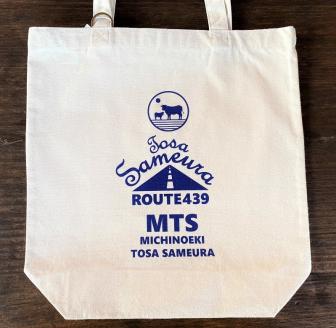 Tosa
Sameura
ROUTE439
MTS
MICHINOEKI
TOSA SAMEURA